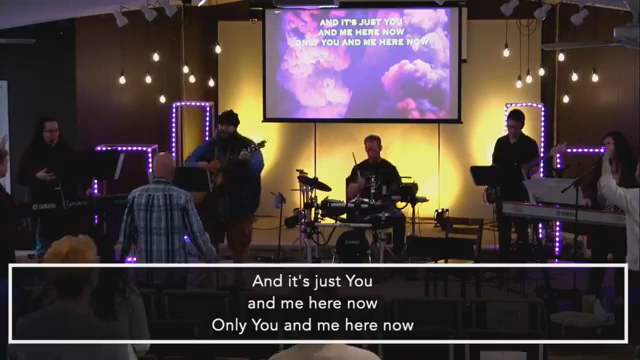 AND IT'S JUST YOU
AND ME HERE NOW
ONLY YOU AND ME HERE NOW
And it's just You
and me here now
Only You and me here now